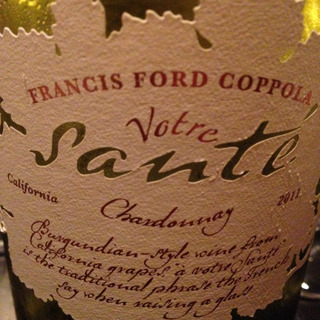 FRANCIS FORD COPPOLA
Votre
Santé
California
2011
Chardonnay
Burgundian-style wine from
California grapes. à votre santé
is the traditional phrase the French
say when raising a glass.